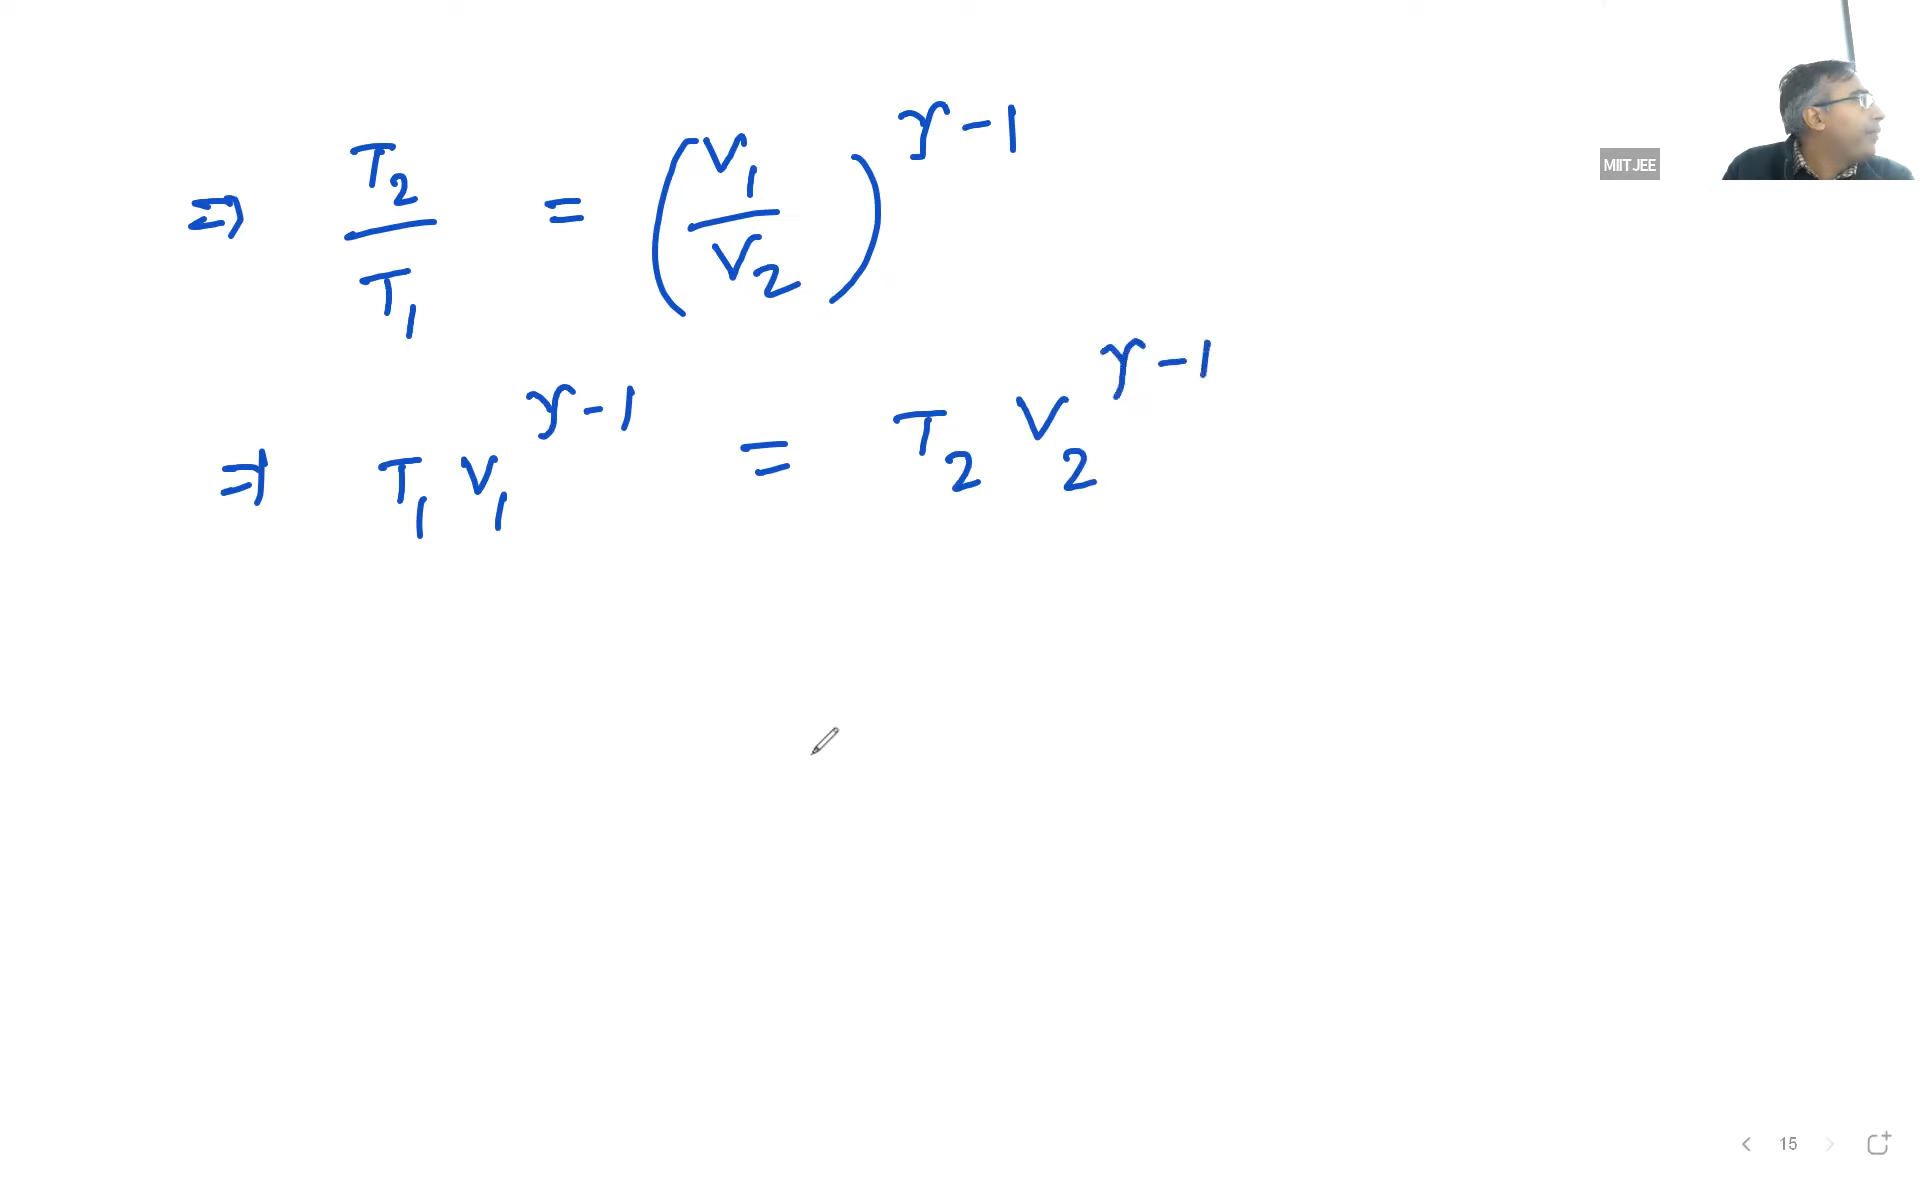 ⇒ T₂/T₁ = (V₁/V₂)^(γ-1)
MIIT JEE
⇒ T₁ V₁^(γ-1) = T₂ V₂^(γ-1)
15